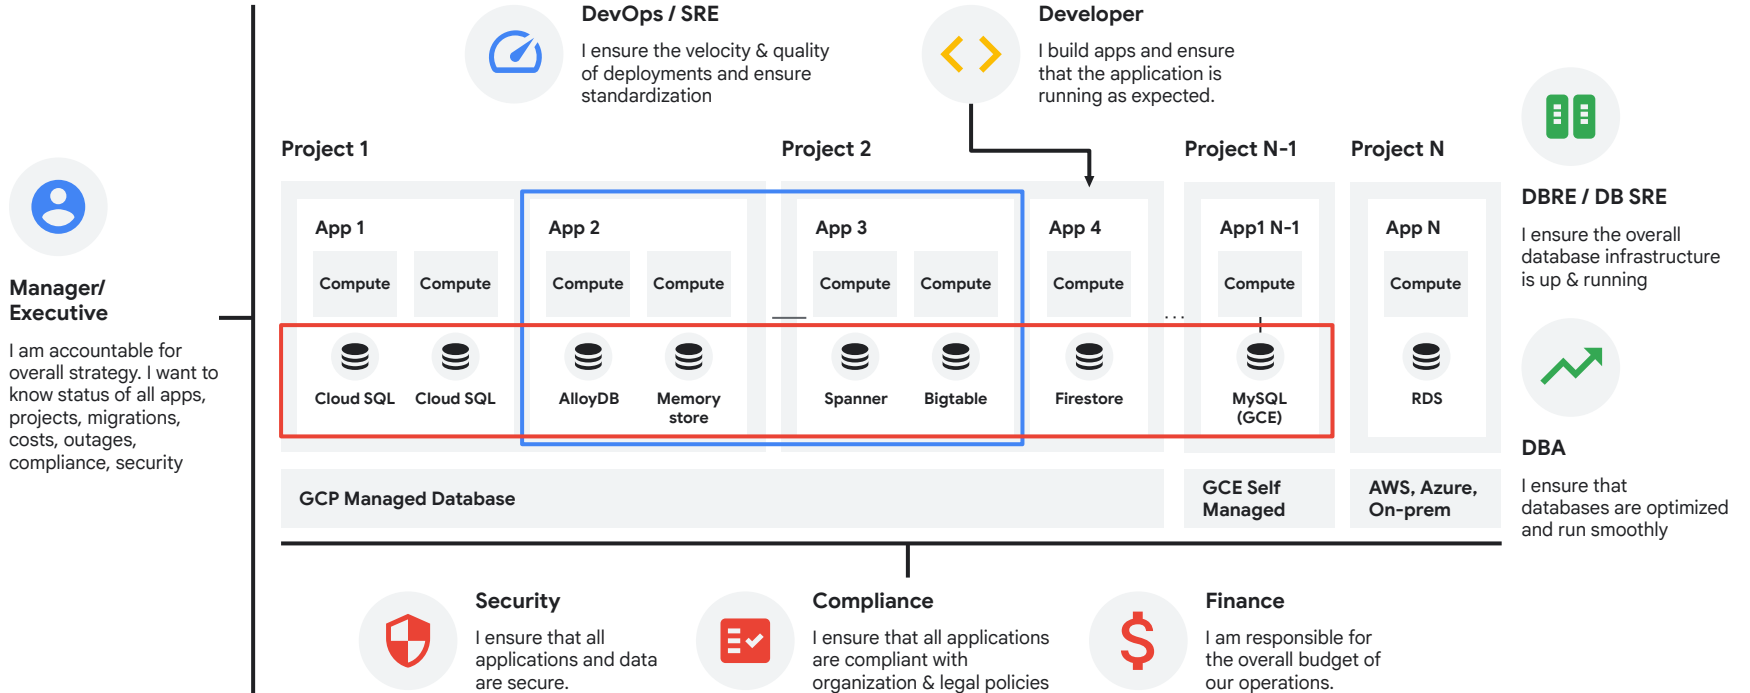 DevOps / SRE
I ensure the velocity & quality
of deployments and ensure
standardization
Developer
I build apps and ensure
that the application is
running as expected.
Manager/
Executive
I am accountable for
overall strategy. I want to
know status of all apps,
projects, migrations,
costs, outages,
compliance, security
Project 1
Project 2
Project N-1
Project N
App 1
App 2
App 3
App 4
App1 N-1
App N
Compute
Compute
Compute
Compute
Compute
Compute
Compute
Compute
Compute
...
Cloud SQL
Cloud SQL
AlloyDB
Memory
store
Spanner
Bigtable
Firestore
MySQL
(GCE)
RDS
GCP Managed Database
GCE Self
Managed
AWS, Azure,
On-prem
DBRE / DB SRE
I ensure the overall
database infrastructure
is up & running
DBA
I ensure that
databases are optimized
and run smoothly
Security
I ensure that all
applications and data
are secure.
Compliance
I ensure that all applications
are compliant with
organization & legal policies
Finance
I am responsible for
the overall budget of
our operations.